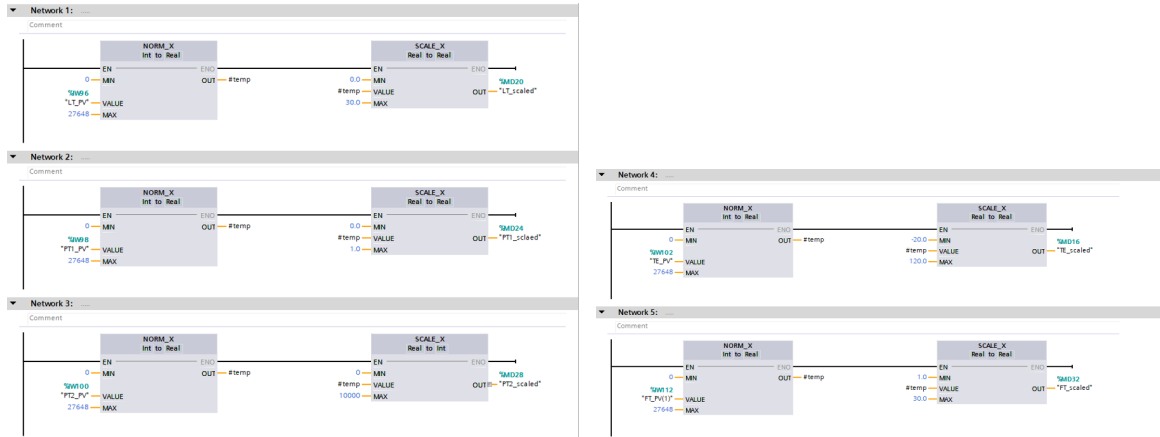 Network 1: ....
Comment
NORM_X
Int to Real
EN ENO
0 MIN OUT #temp
%IW96
"LT_PV" VALUE
27648 MAX
SCALE_X
Real to Real
EN ENO
0.0 MIN %MD20
#temp VALUE OUT "LT_scaled"
30.0 MAX
Network 2: ....
Comment
NORM_X
Int to Real
EN ENO
0 MIN OUT #temp
%IW98
"PT1_PV" VALUE
27648 MAX
SCALE_X
Real to Real
EN ENO
0.0 MIN %MD24
#temp VALUE OUT "PT1_sclaed"
1.0 MAX
Network 3: ....
Comment
NORM_X
Int to Real
EN ENO
0 MIN OUT #temp
%IW100
"PT2_PV" VALUE
27648 MAX
SCALE_X
Real to Int
EN ENO
0 MIN %MD28
#temp VALUE OUT "PT2_scaled"
10000 MAX
Network 4: ....
Comment
NORM_X
Int to Real
EN ENO
0 MIN OUT #temp
%IW102
"TE_PV" VALUE
27648 MAX
SCALE_X
Real to Real
EN ENO
-20.0 MIN %MD16
#temp VALUE OUT "TE_scaled"
120.0 MAX
Network 5: ....
Comment
NORM_X
Int to Real
EN ENO
0 MIN OUT #temp
%IW112
"FT_PV(1)" VALUE
27648 MAX
SCALE_X
Real to Real
EN ENO
1.0 MIN %MD32
#temp VALUE OUT "FT_scaled"
30.0 MAX